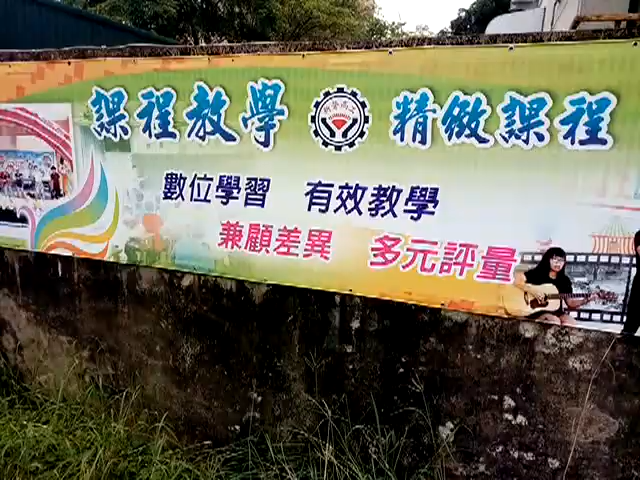 課程教學 精緻課程
數位學習 有效教學
兼顧差異 多元評量